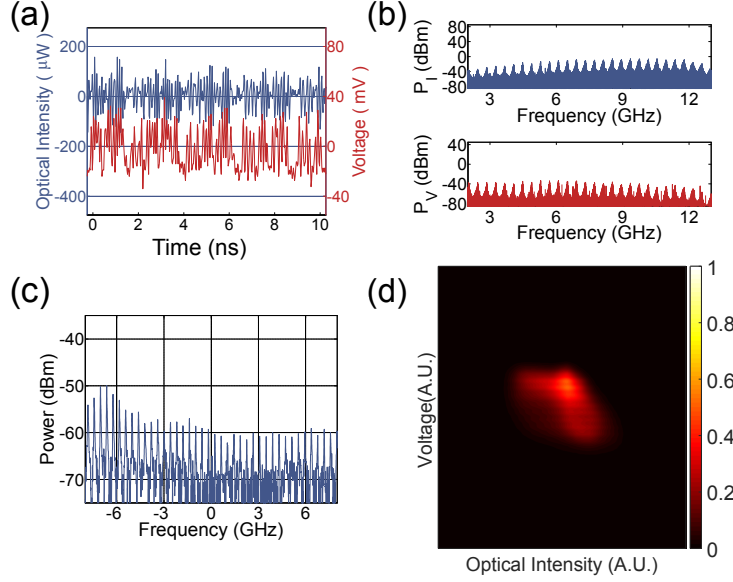 (a)
200
0
-200
-400
Optical Intensity ( μW )
80
40
0
-40
Voltage ( mV )
0 2 4 6 8 10
Time (ns)
(b)
80
40
0
-40
-80
P_I (dBm)
3 6 9 12
Frequency (GHz)
40
0
-40
-80
P_V (dBm)
3 6 9 12
Frequency (GHz)
(c)
-40
-50
-60
-70
Power (dBm)
-6 -3 0 3 6
Frequency (GHz)
(d)
Voltage(A.U.)
Optical Intensity (A.U.)
1
0.8
0.6
0.4
0.2
0